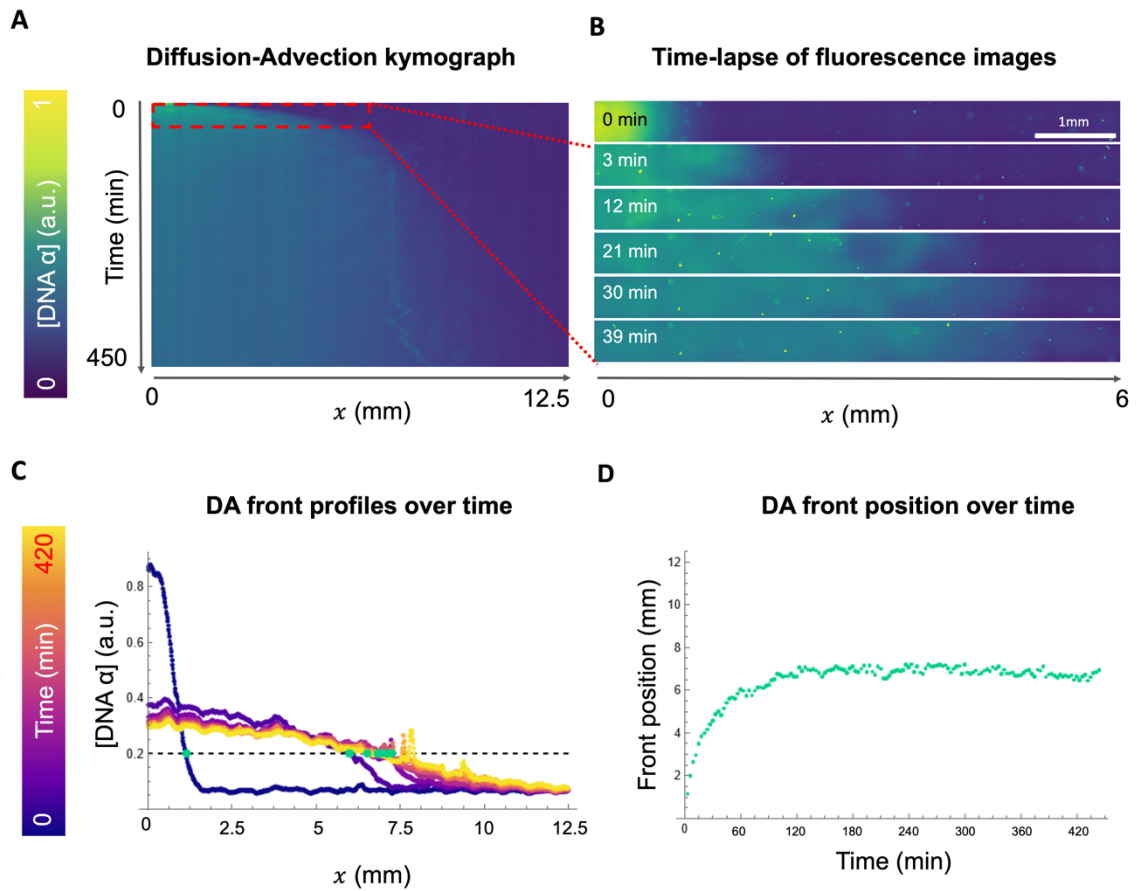 A
Diffusion-Advection kymograph
[DNA α] (a.u.)
0
1
Time (min)
0
450
0
12.5
x (mm)
B
Time-lapse of fluorescence images
0 min
1mm
3 min
12 min
21 min
30 min
39 min
0
6
x (mm)
C
DA front profiles over time
Time (min)
0
420
[DNA α] (a.u.)
0.8
0.6
0.4
0.2
0
2.5
5
7.5
10
12.5
x (mm)
D
DA front position over time
Front position (mm)
12
10
8
6
4
2
0
60
120
180
240
300
360
420
Time (min)